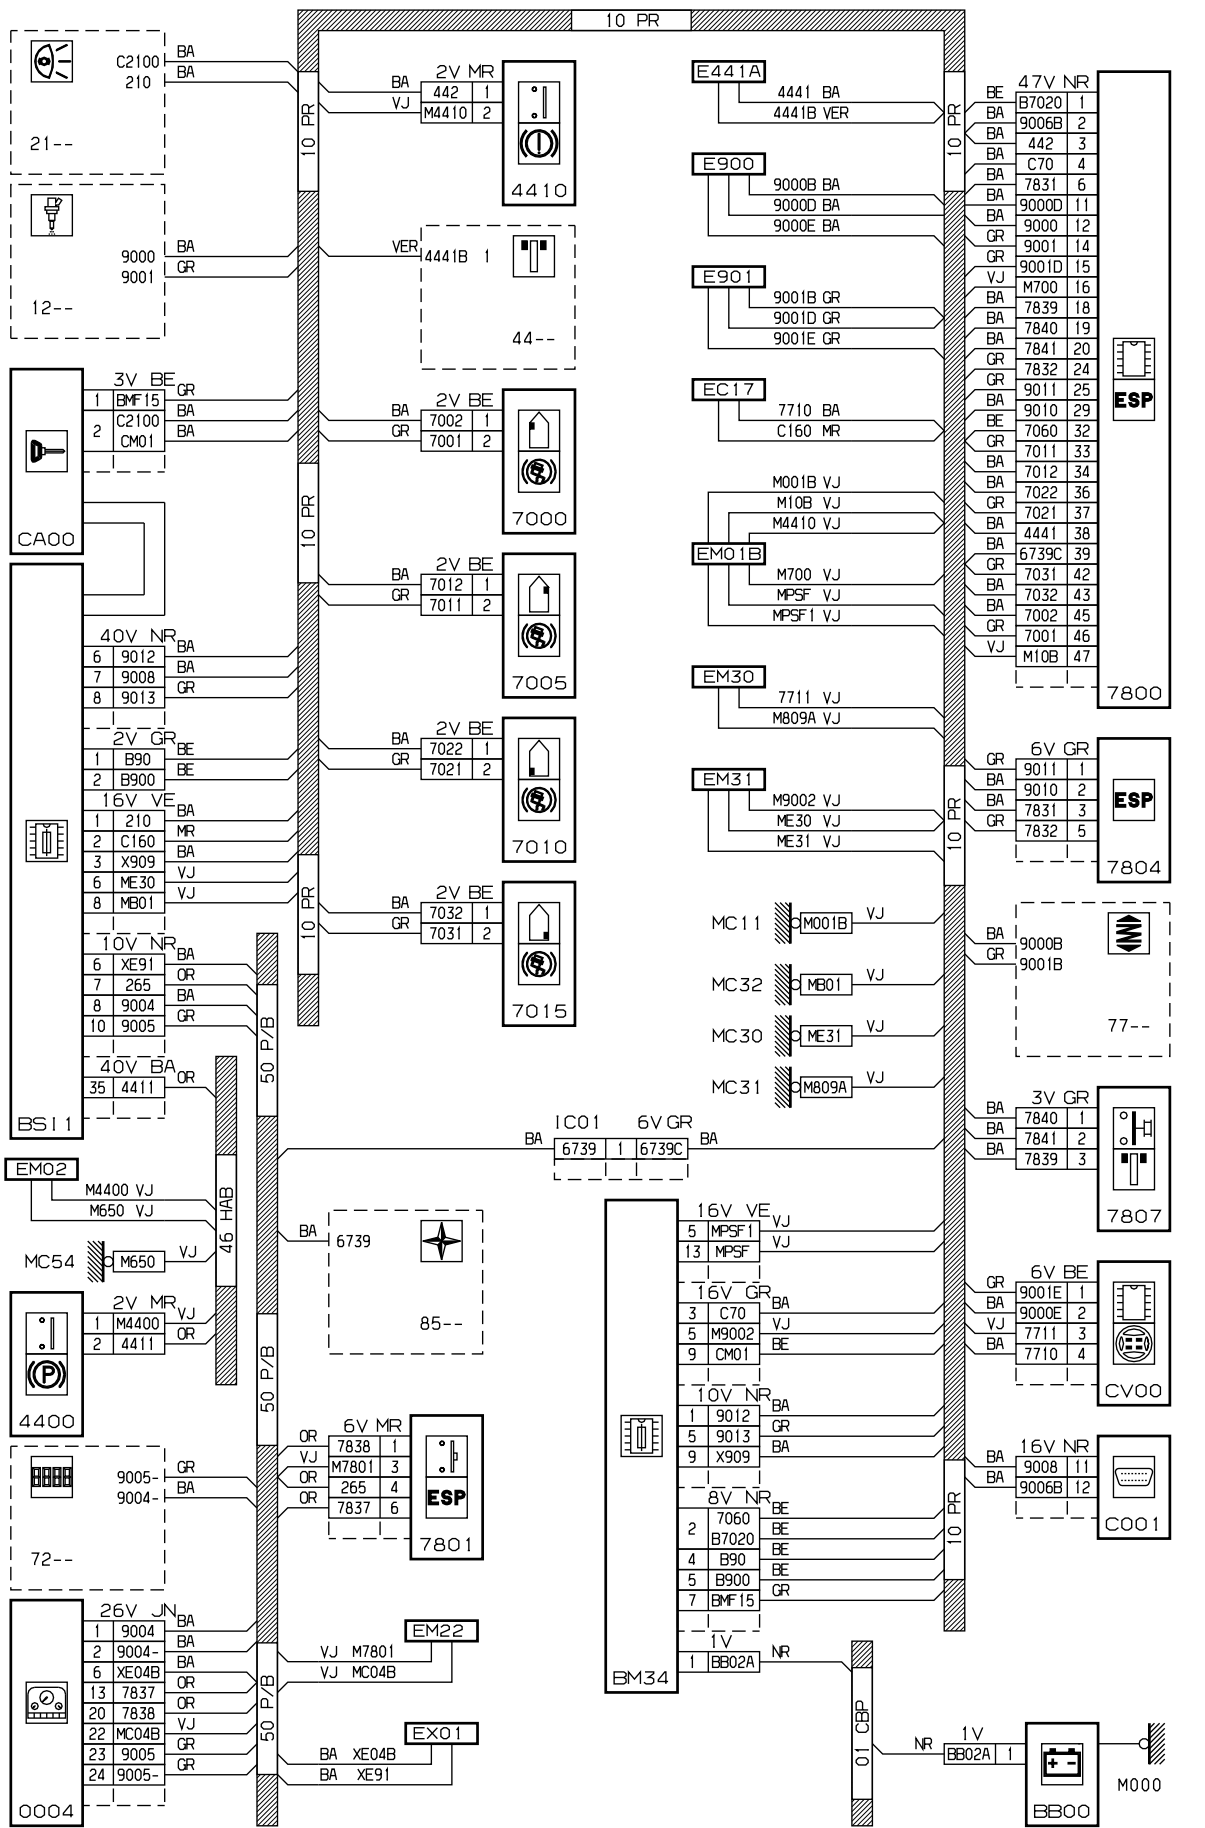 10 PR
C2100 BA
210 BA
21--
9000 BA
9001 GR
12--
3V BE
1 BMF15 GR
2 C2100 BA
CM01 BA
CA00
40V NR
6 9012 BA
7 9008 BA
8 9013 GR
2V GR
1 B90 BE
2 B900 BE
16V VE
1 210 BA
2 C160 MR
3 X909 BA
6 ME30 VJ
8 MB01 VJ
10V NR
6 XE91 BA
7 265 OR
8 9004 BA
10 9005 GR
40V BA
35 4411 OR
BSI1
EM02
M4400 VJ
M650 VJ
MC54 M650 VJ
2V MR
1 M4400 VJ
2 4411 OR
P
4400
9005- GR
9004- BA
72--
26V JN
1 9004 BA
2 9004- BA
6 XE04B BA
13 7837 OR
20 7838 OR
22 MC04B VJ
23 9005 GR
24 9005- GR
0004
46 HAB
50 P/B
50 P/B
50 P/B
10 PR
10 PR
10 PR
2V MR
BA 442 1
VJ M4410 2
4410
VER 4441B 1
44--
2V BE
BA 7002 1
GR 7001 2
7000
2V BE
BA 7012 1
GR 7011 2
7005
2V BE
BA 7022 1
GR 7021 2
7010
2V BE
BA 7032 1
GR 7031 2
7015
IC01 6V GR
BA 6739 1 6739C BA
BA 6739
85--
6V MR
OR 7838 1
VJ M7801 3
OR 265 4
OR 7837 6
ESP
7801
EM22
VJ M7801
VJ MC04B
EX01
BA XE04B
BA XE91
E441A
4441 BA
4441B VER
E900
9000B BA
9000D BA
9000E BA
E901
9001B GR
9001D GR
9001E GR
EC17
7710 BA
C160 MR
M001B VJ
M10B VJ
M4410 VJ
EM01B
M700 VJ
MPSF VJ
MPSF1 VJ
EM30
7711 VJ
M809A VJ
EM31
M9002 VJ
ME30 VJ
ME31 VJ
MC11 M001B VJ
MC32 MB01 VJ
MC30 ME31 VJ
MC31 M809A VJ
16V VE
5 MPSF1 VJ
13 MPSF VJ
16V GR
3 C70 BA
5 M9002 VJ
9 CM01 BE
10V NR
1 9012 BA
5 9013 GR
9 X909 BA
8V NR
2 7060 BE
B7020 BE
4 B90 BE
5 B900 BE
7 BMF15 GR
1V
1 BB02A NR
BM34
10 PR
10 PR
10 PR
01 CBP
47V NR
BE B7020 1
BA 9006B 2
BA 442 3
BA C70 4
BA 7831 6
BA 9000D 11
BA 9000 12
GR 9001 14
GR 9001D 15
VJ M700 16
BA 7839 18
BA 7840 19
BA 7841 20
GR 7832 24
GR 9011 25
BA 9010 29
BE 7060 32
GR 7011 33
BA 7012 34
BA 7022 36
GR 7021 37
BA 4441 38
BA 6739C 39
GR 7031 42
BA 7032 43
BA 7002 45
GR 7001 46
VJ M10B 47
ESP
7800
6V GR
GR 9011 1
BA 9010 2
BA 7831 3
GR 7832 5
ESP
7804
BA 9000B
GR 9001B
77--
3V GR
BA 7840 1
BA 7841 2
BA 7839 3
7807
6V BE
GR 9001E 1
BA 9000E 2
VJ 7711 3
BA 7710 4
CV00
16V NR
BA 9008 11
BA 9006B 12
C001
1V
NR BB02A 1
BB00
M000